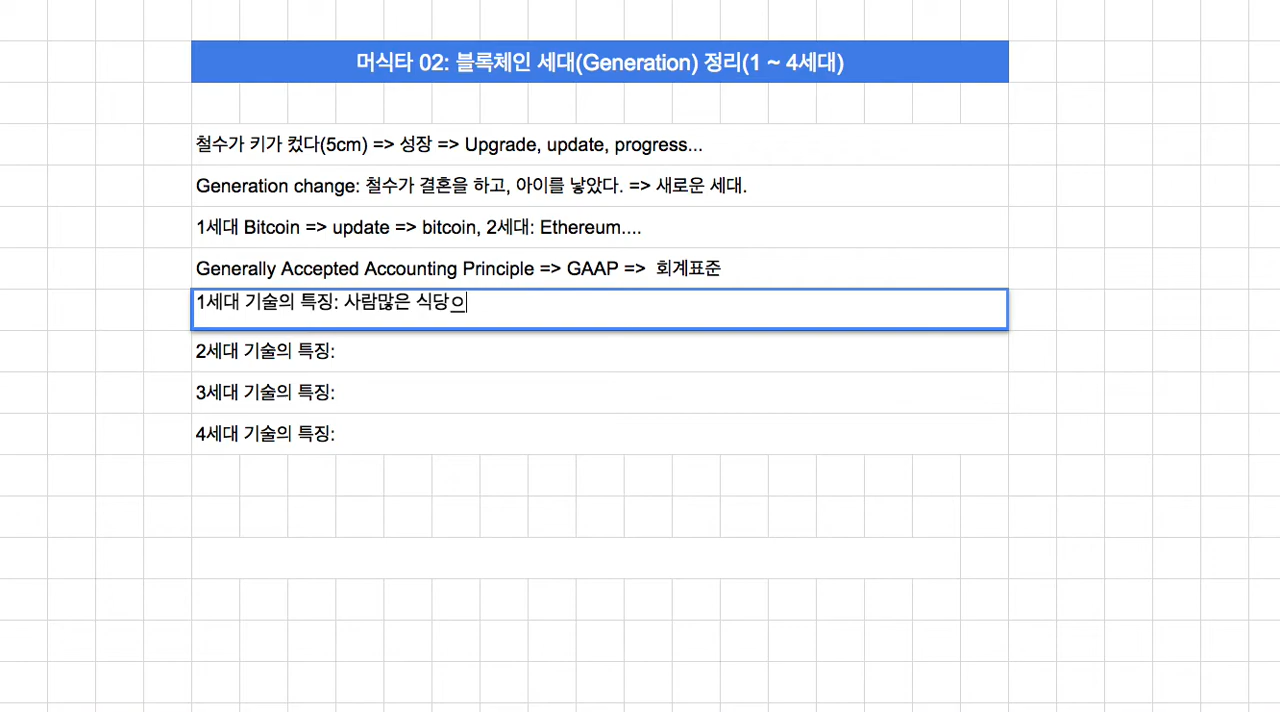 머식타 02: 블록체인 세대(Generation) 정리(1 ~ 4세대)
철수가 키가 컸다(5cm) => 성장 => Upgrade, update, progress...
Generation change: 철수가 결혼을 하고, 아이를 낳았다. => 새로운 세대.
1세대 Bitcoin => update => bitcoin, 2세대: Ethereum....
Generally Accepted Accounting Principle => GAAP => 회계표준
1세대 기술의 특징: 사람많은 식당으
2세대 기술의 특징:
3세대 기술의 특징:
4세대 기술의 특징: